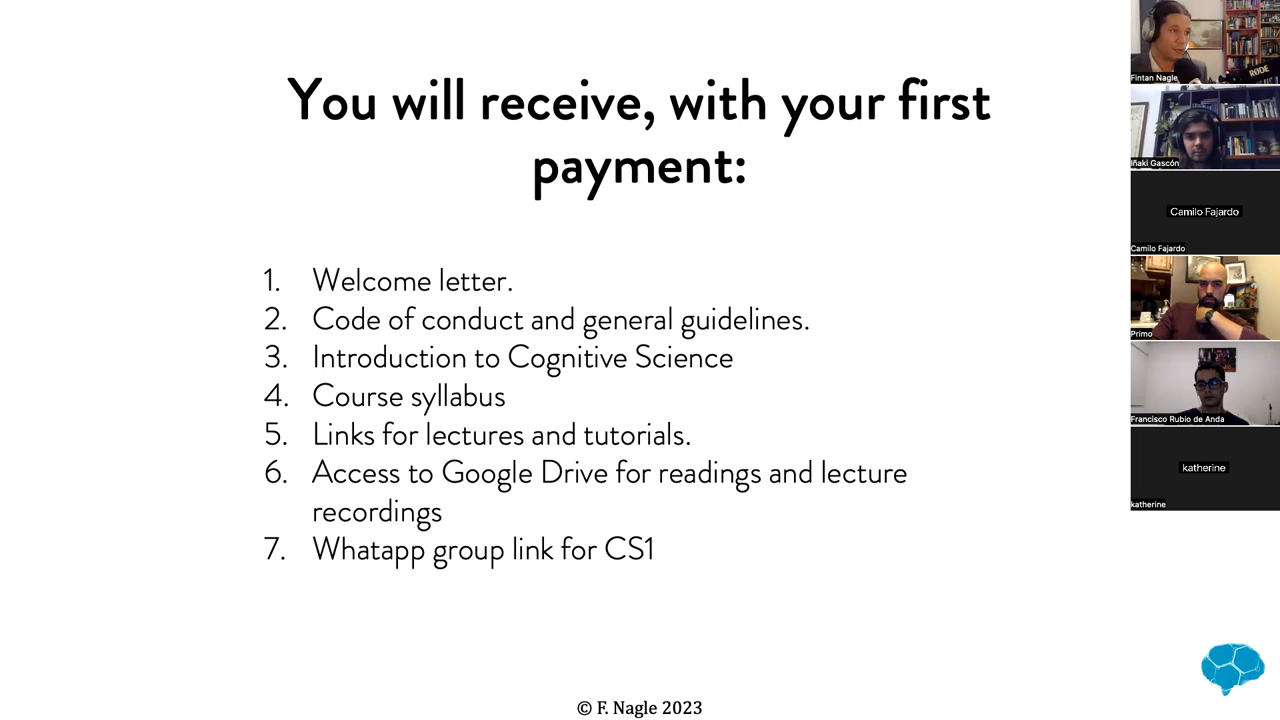 You will receive, with your first
payment:
1. Welcome letter.
2. Code of conduct and general guidelines.
3. Introduction to Cognitive Science
4. Course syllabus
5. Links for lectures and tutorials.
6. Access to Google Drive for readings and lecture
recordings
7. Whatapp group link for CS1
© F. Nagle 2023
RØDE
Fintan Nagle
Iñaki Gascón
Camilo Fajardo
Camilo Fajardo
Primo
Francisco Rubio de Anda
katherine
katherine